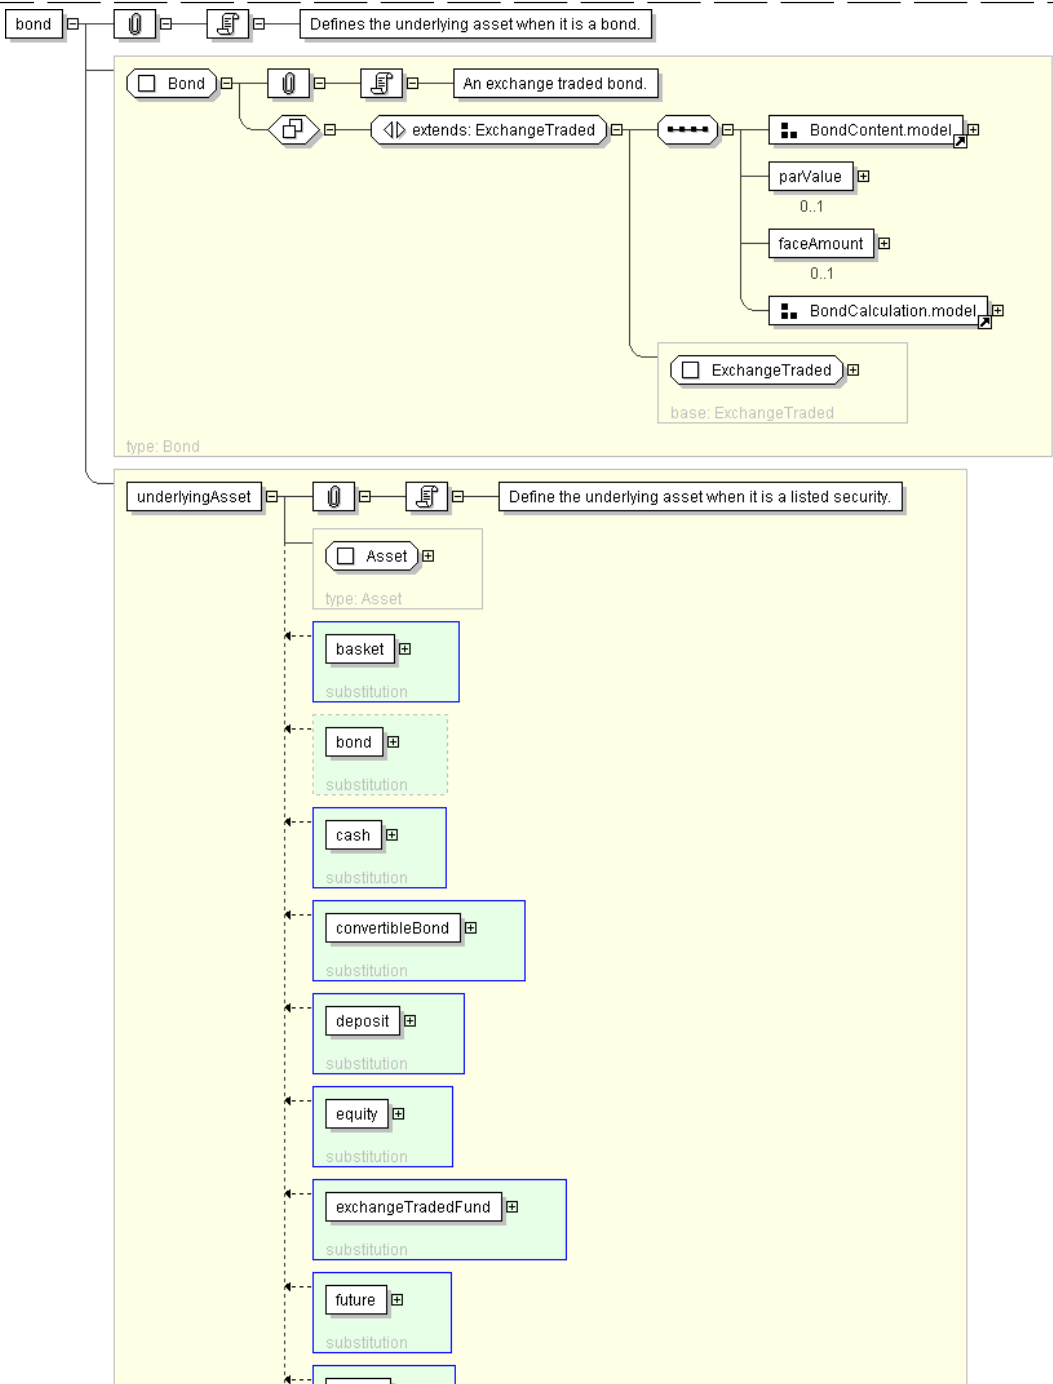 bond Defines the underlying asset when it is a bond.
Bond An exchange traded bond.
extends: ExchangeTraded BondContent.model
parValue
0..1
faceAmount
0..1
BondCalculation.model
ExchangeTraded
base: ExchangeTraded
type: Bond
underlyingAsset Define the underlying asset when it is a listed security.
Asset
type: Asset
basket
substitution
bond
substitution
cash
substitution
convertibleBond
substitution
deposit
substitution
equity
substitution
exchangeTradedFund
substitution
future
substitution